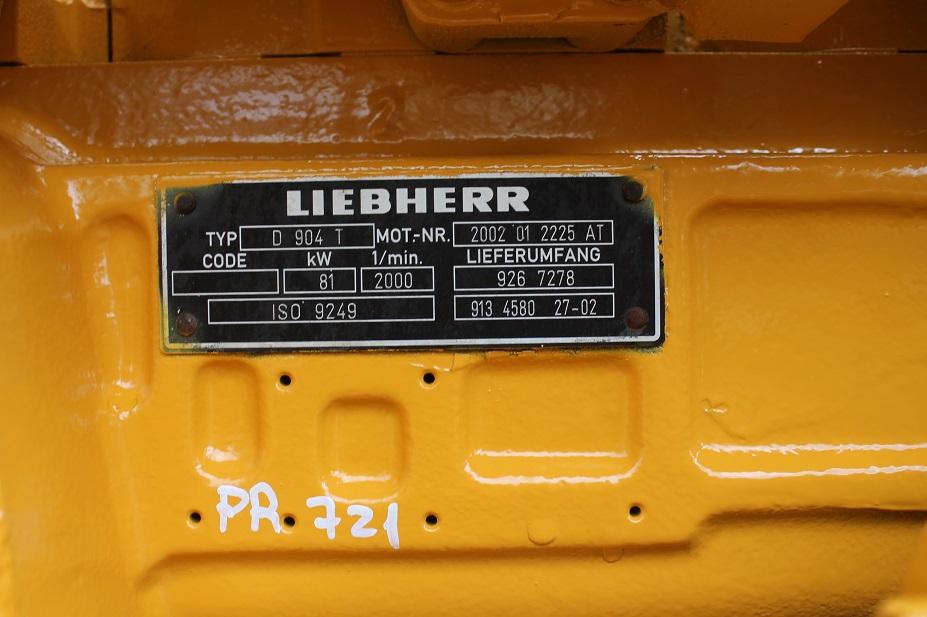 LIEBHERR
TYP D 904 T MOT.-NR. 2002 01 2225 AT
CODE kW 1/min. LIEFERUMFANG
81 2000 926 7278
ISO 9249 913 4580 27-02
PR 721